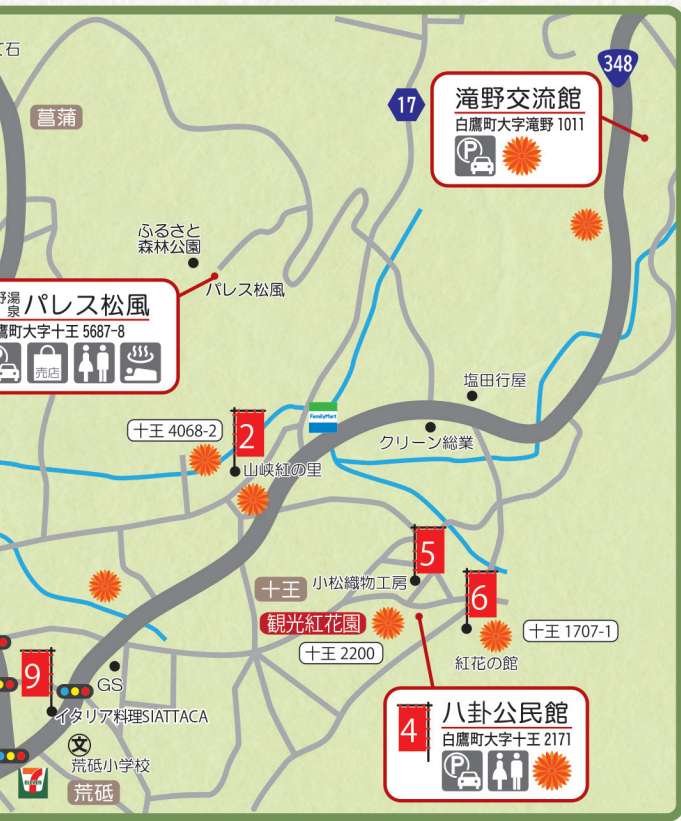 石
菖蒲
348
17
滝野交流館
白鷹町大字滝野 1011
P
ふるさと
森林公園
パレス松風
野湯
泉
パレス松風
鷹町大字十王 5687-8
売店
塩田行屋
FamilyMart
クリーン総業
十王 4068-2
2
山峡紅の里
5
十王
小松織物工房
6
観光紅花園
十王 2200
十王 1707-1
紅花の館
9
GS
イタリア料理SIATTACA
文
荒砥小学校
荒砥
7
ELEVEN
4
八卦公民館
白鷹町大字十王 2171
P